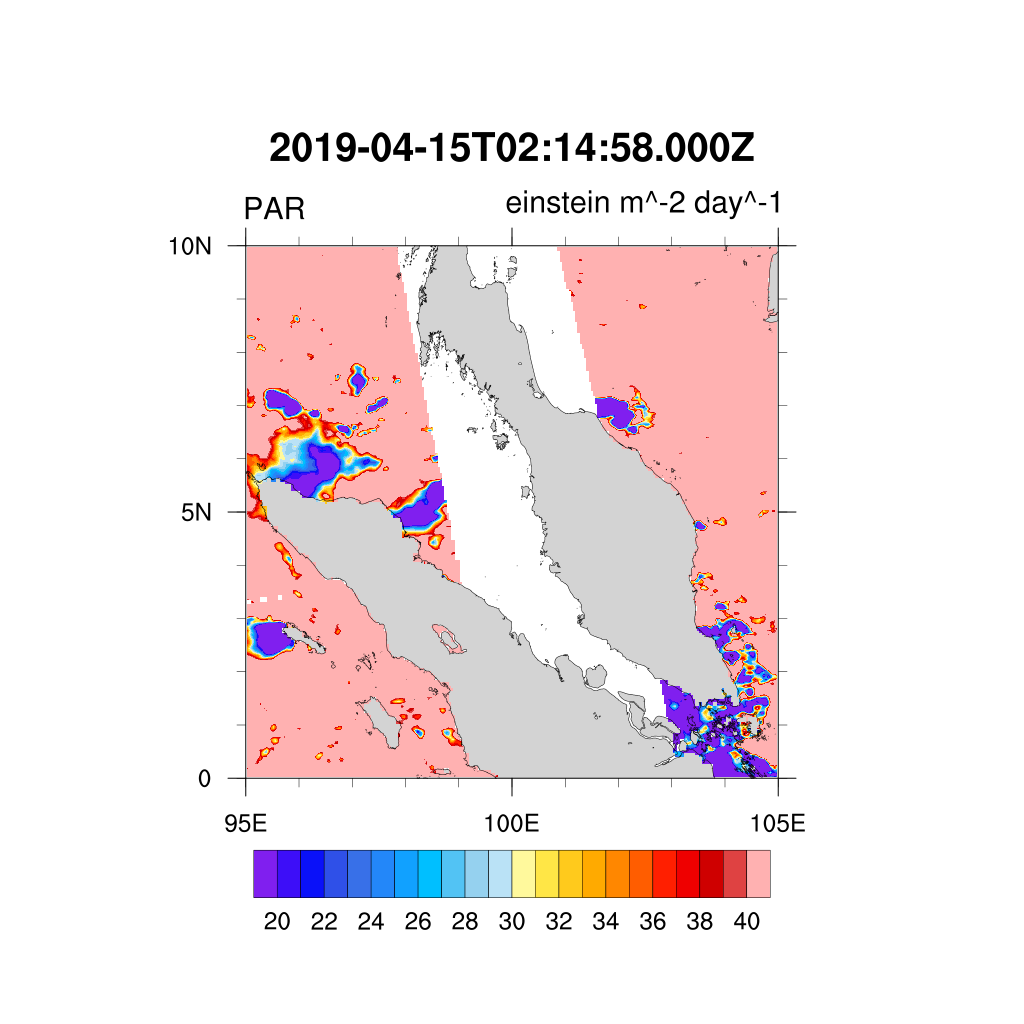 2019-04-15T02:14:58.000Z
PAR einstein m^-2 day^-1
10N
5N
0
95E 100E 105E
20 22 24 26 28 30 32 34 36 38 40